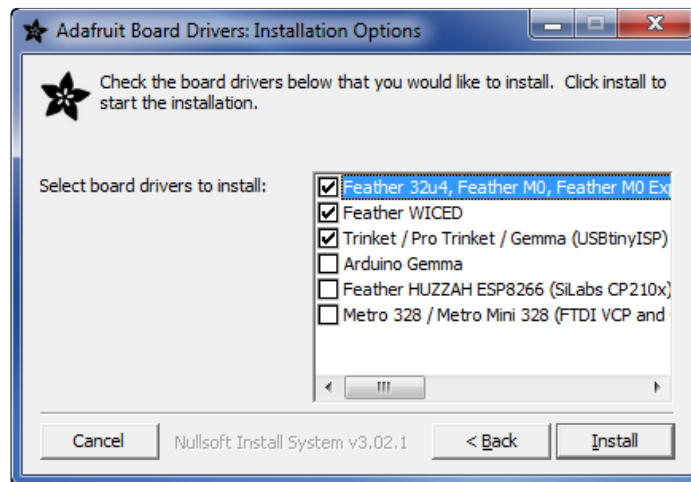 Adafruit Board Drivers: Installation Options
Check the board drivers below that you would like to install. Click install to
start the installation.
Select board drivers to install:
Feather 32u4, Feather M0, Feather M0 Ex
Feather WICED
Trinket / Pro Trinket / Gemma (USBtinyISP)
Arduino Gemma
Feather HUZZAH ESP8266 (SiLabs CP210x)
Metro 328 / Metro Mini 328 (FTDI VCP and
Cancel
Nullsoft Install System v3.02.1
< Back
Install